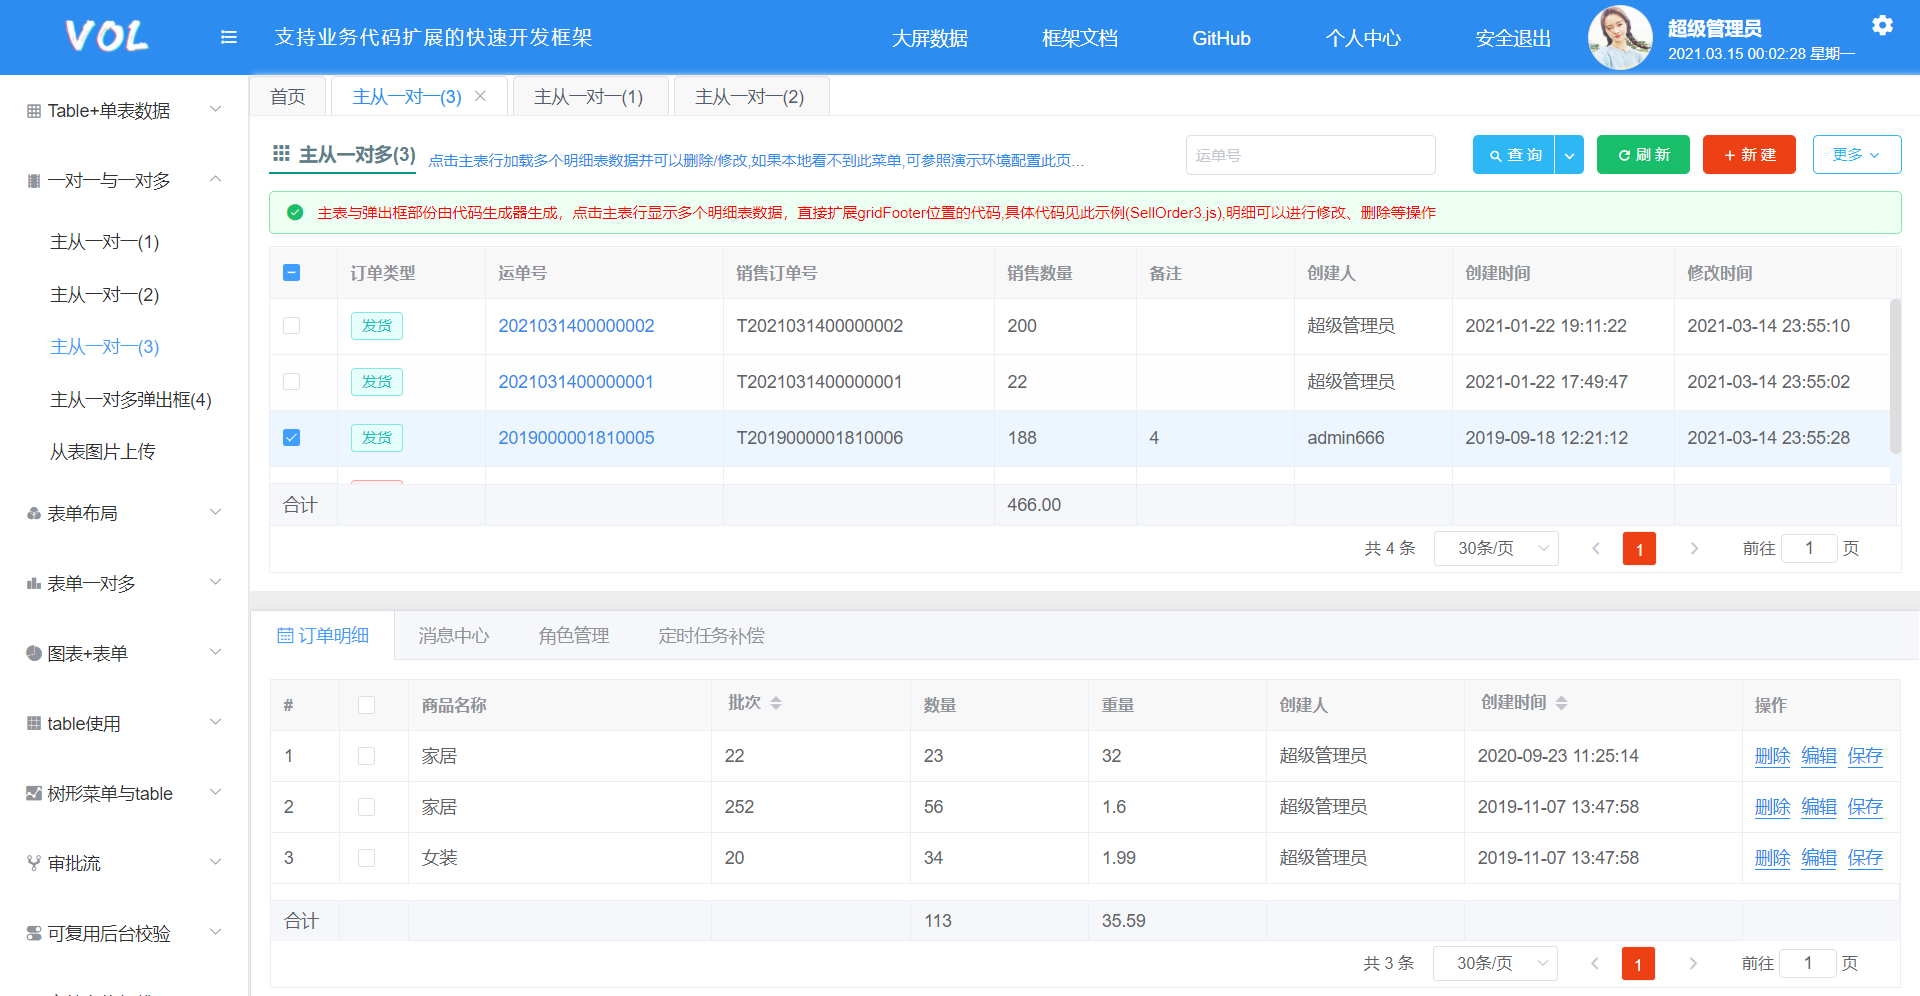 VOL 支持业务代码扩展的快速开发框架 大屏数据 框架文档 GitHub 个人中心 安全退出 超级管理员
2021.03.15 00:02:28 星期一
首页 主从一对一(3) 主从一对一(1) 主从一对一(2)
Table+单表数据
一对一与一对多
主从一对一(1)
主从一对一(2)
主从一对一(3)
主从一对多弹出框(4)
从表图片上传
表单布局
表单一对多
图表+表单
table使用
树形菜单与table
审批流
可复用后台校验
主从一对多(3) 点击主表行加载多个明细表数据并可以删除/修改,如果本地看不到此菜单,可参照演示环境配置此页... 运单号 查 询 刷 新 新 建 更多
主表与弹出框部份由代码生成器生成，点击主表行显示多个明细表数据，直接扩展gridFooter位置的代码,具体代码见此示例(SellOrder3.js),明细可以进行修改、删除等操作
订单类型 运单号 销售订单号 销售数量 备注 创建人 创建时间 修改时间
发货 2021031400000002 T2021031400000002 200 超级管理员 2021-01-22 19:11:22 2021-03-14 23:55:10
发货 2021031400000001 T2021031400000001 22 超级管理员 2021-01-22 17:49:47 2021-03-14 23:55:02
发货 2019000001810005 T2019000001810006 188 4 admin666 2019-09-18 12:21:12 2021-03-14 23:55:28
合计 466.00
共 4 条 30条/页 1 前往 1 页
订单明细 消息中心 角色管理 定时任务补偿
# 商品名称 批次 数量 重量 创建人 创建时间 操作
1 家居 22 23 32 超级管理员 2020-09-23 11:25:14 删除 编辑 保存
2 家居 252 56 1.6 超级管理员 2019-11-07 13:47:58 删除 编辑 保存
3 女装 20 34 1.99 超级管理员 2019-11-07 13:47:58 删除 编辑 保存
合计 113 35.59
共 3 条 30条/页 1 前往 1 页